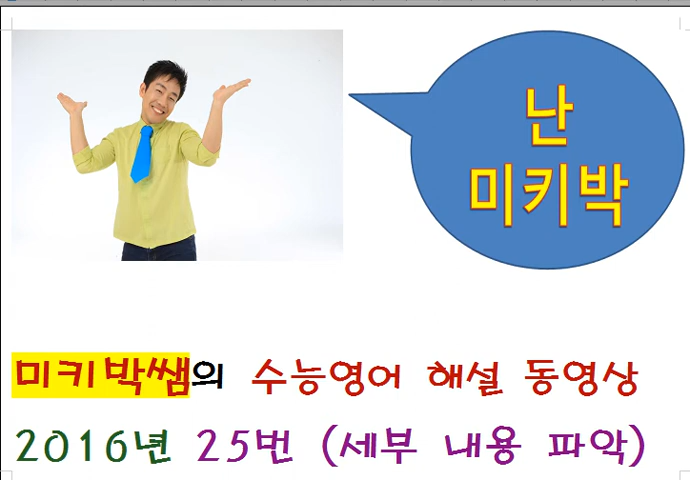 난
미키박
미키박쌤의 수능영어 해설 동영상
2016년 25번 (세부 내용 파악)